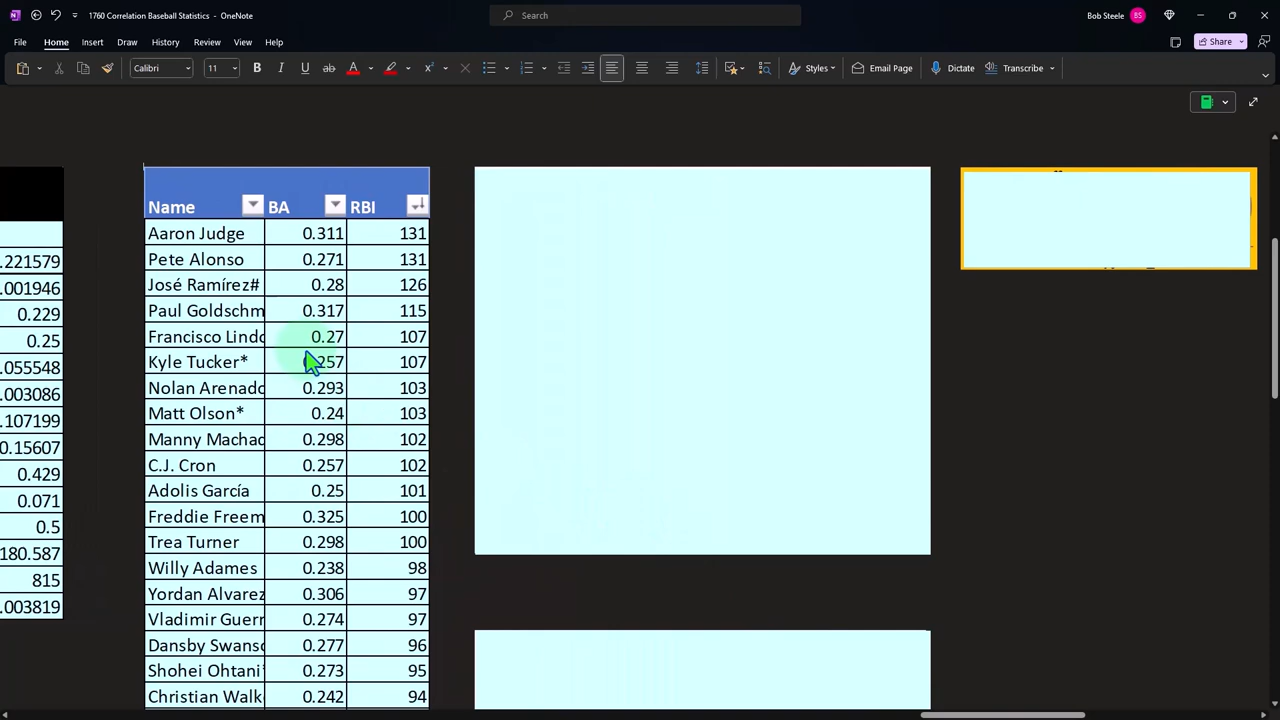 1760 Correlation Baseball Statistics - OneNote
Search
Bob Steele
BS
File
Home
Insert
Draw
History
Review
View
Help
Share
Calibri
11
B
I
U
ab
A
Styles
Email Page
Dictate
Transcribe
Name BA RBI
Aaron Judge 0.311 131
Pete Alonso 0.271 131
José Ramírez# 0.28 126
Paul Goldschm 0.317 115
Francisco Lindo 0.27 107
Kyle Tucker* 257 107
Nolan Arenado 0.293 103
Matt Olson* 0.24 103
Manny Machad 0.298 102
C.J. Cron 0.257 102
Adolis García 0.25 101
Freddie Freem 0.325 100
Trea Turner 0.298 100
Willy Adames 0.238 98
Yordan Alvarez 0.306 97
Vladimir Guerr 0.274 97
Dansby Swanso 0.277 96
Shohei Ohtani* 0.273 95
Christian Walk 0.242 94
.221579
.001946
0.229
0.25
.055548
.003086
.107199
0.15607
0.429
0.071
0.5
180.587
815
.003819